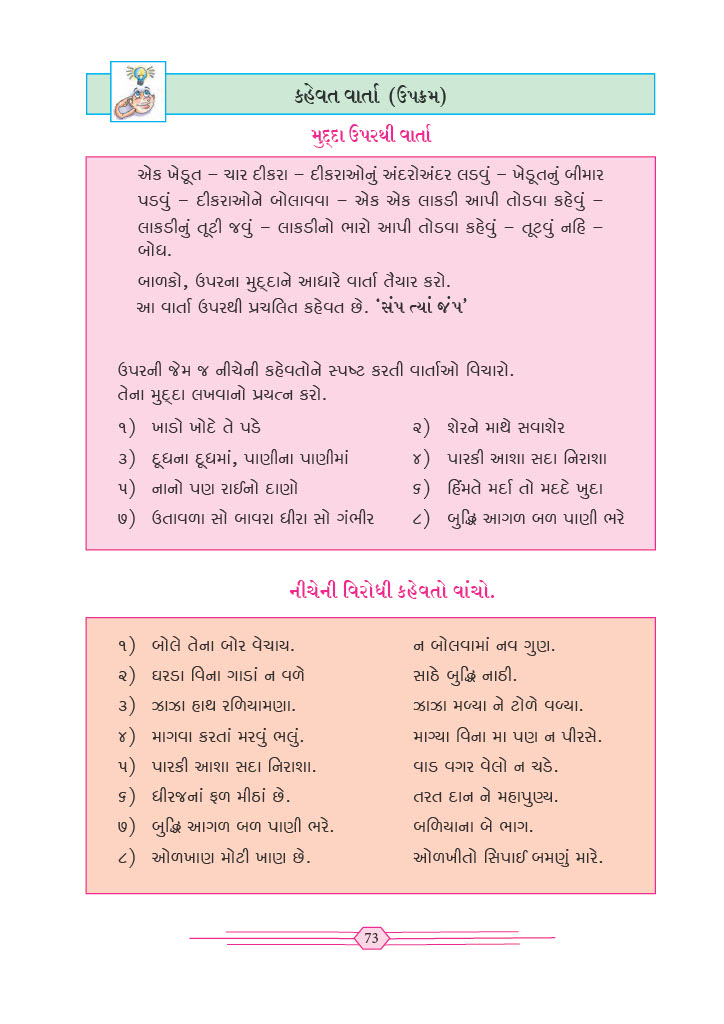 કહેવત વાર્તા (ઉપક્રમ)
મુદ્દા ઉપરથી વાર્તા
એક ખેડૂત – ચાર દીકરા – દીકરાઓનું અંદરોઅંદર લડવું – ખેડૂતનું બીમાર
પડવું – દીકરાઓને બોલાવવા – એક એક લાકડી આપી તોડવા કહેવું –
લાકડીનું તૂટી જવું – લાકડીનો ભારો આપી તોડવા કહેવું – તૂટવું નહિ –
બોધ.
બાળકો, ઉપરના મુદ્દાને આધારે વાર્તા તૈયાર કરો.
આ વાર્તા ઉપરથી પ્રચલિત કહેવત છે. ‘સંપ ત્યાં જંપ’
ઉપરની જેમ જ નીચેની કહેવતોને સ્પષ્ટ કરતી વાર્તાઓ વિચારો.
તેના મુદ્દા લખવાનો પ્રયત્ન કરો.
૧) ખાડો ખોદે તે પડે ૨) શેરને માથે સવાશેર
૩) દૂધના દૂધમાં, પાણીના પાણીમાં ૪) પારકી આશા સદા નિરાશા
૫) નાનો પણ રાઈનો દાણો ૬) હિંમતે મર્દા તો મદદે ખુદા
૭) ઉતાવળા સો બાવરા ધીરા સો ગંભીર ૮) બુદ્ધિ આગળ બળ પાણી ભરે
નીચેની વિરોધી કહેવતો વાંચો.
૧) બોલે તેના બોર વેચાય. ન બોલવામાં નવ ગુણ.
૨) ઘરડા વિના ગાડાં ન વળે સાઠે બુદ્ધિ નાઠી.
૩) ઝાઝા હાથ રળિયામણા. ઝાઝા મળ્યા ને ટોળે વળ્યા.
૪) માગવા કરતાં મરવું ભલું. માગ્યા વિના મા પણ ન પીરસે.
૫) પારકી આશા સદા નિરાશા. વાડ વગર વેલો ન ચડે.
૬) ધીરજનાં ફળ મીઠાં છે. તરત દાન ને મહાપુણ્ય.
૭) બુદ્ધિ આગળ બળ પાણી ભરે. બળિયાના બે ભાગ.
૮) ઓળખાણ મોટી ખાણ છે. ઓળખીતો સિપાઈ બમણું મારે.
73